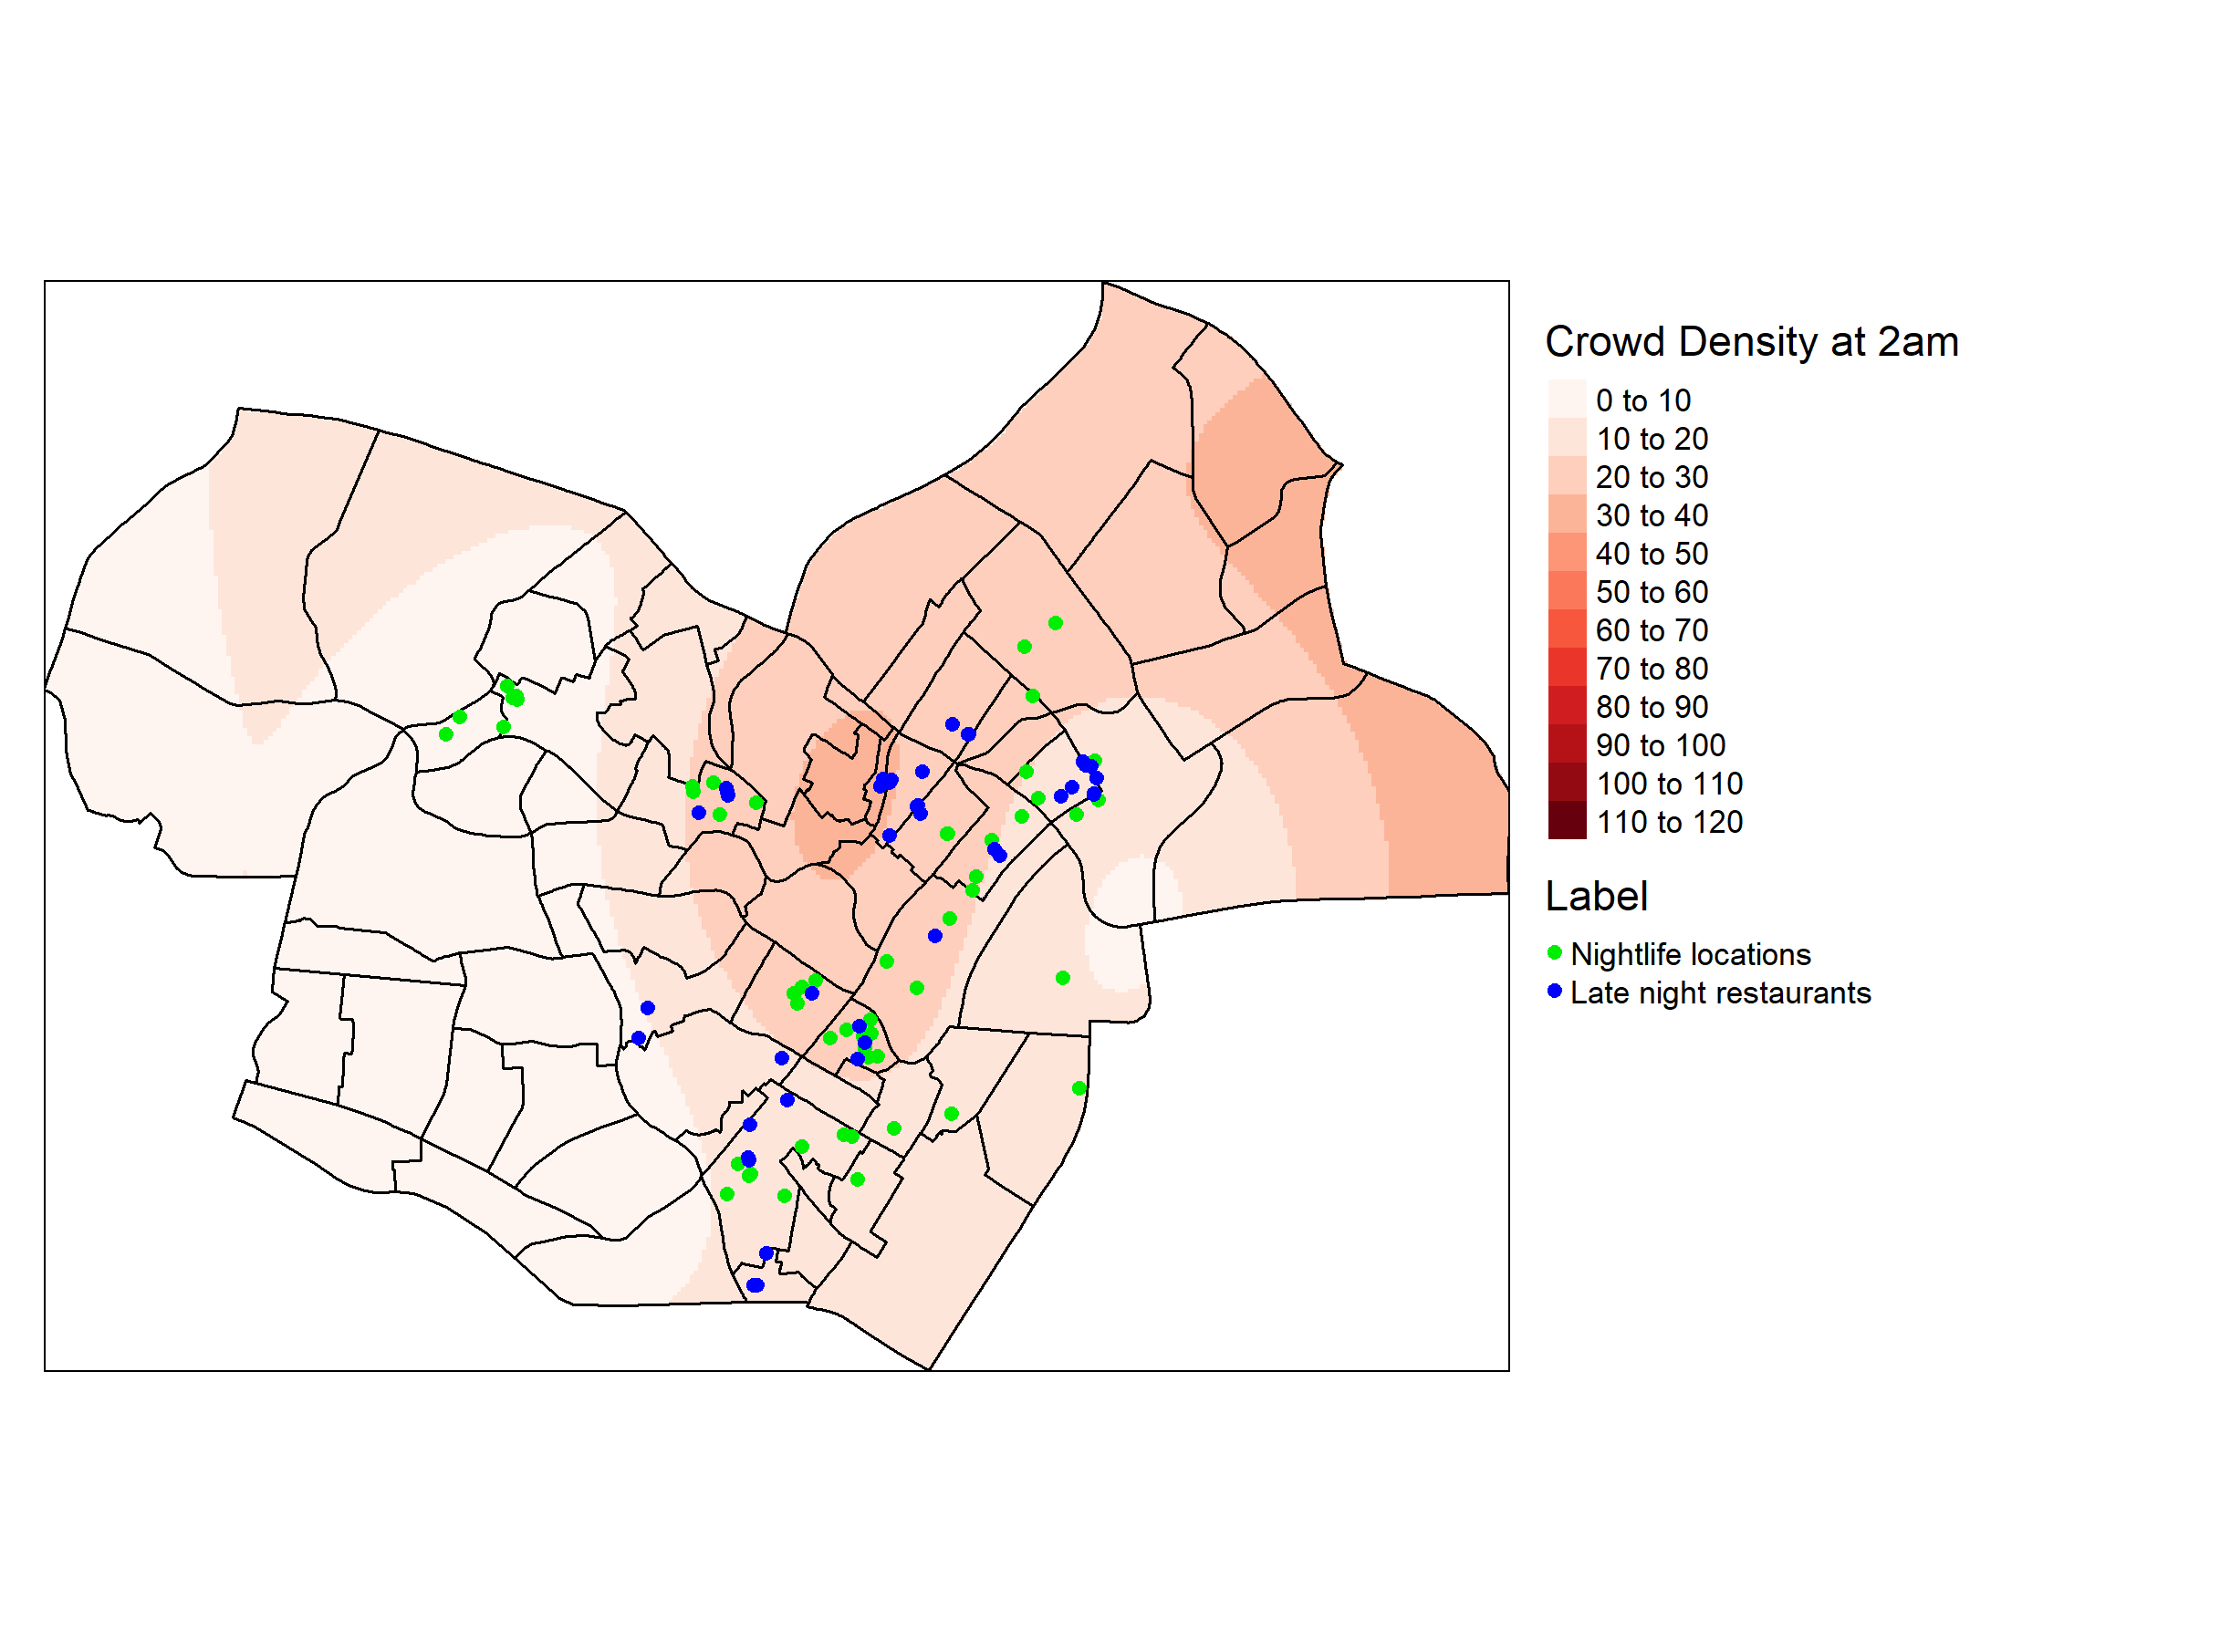 Crowd Density at 2am
0 to 10
10 to 20
20 to 30
30 to 40
40 to 50
50 to 60
60 to 70
70 to 80
80 to 90
90 to 100
100 to 110
110 to 120
Label
Nightlife locations
Late night restaurants